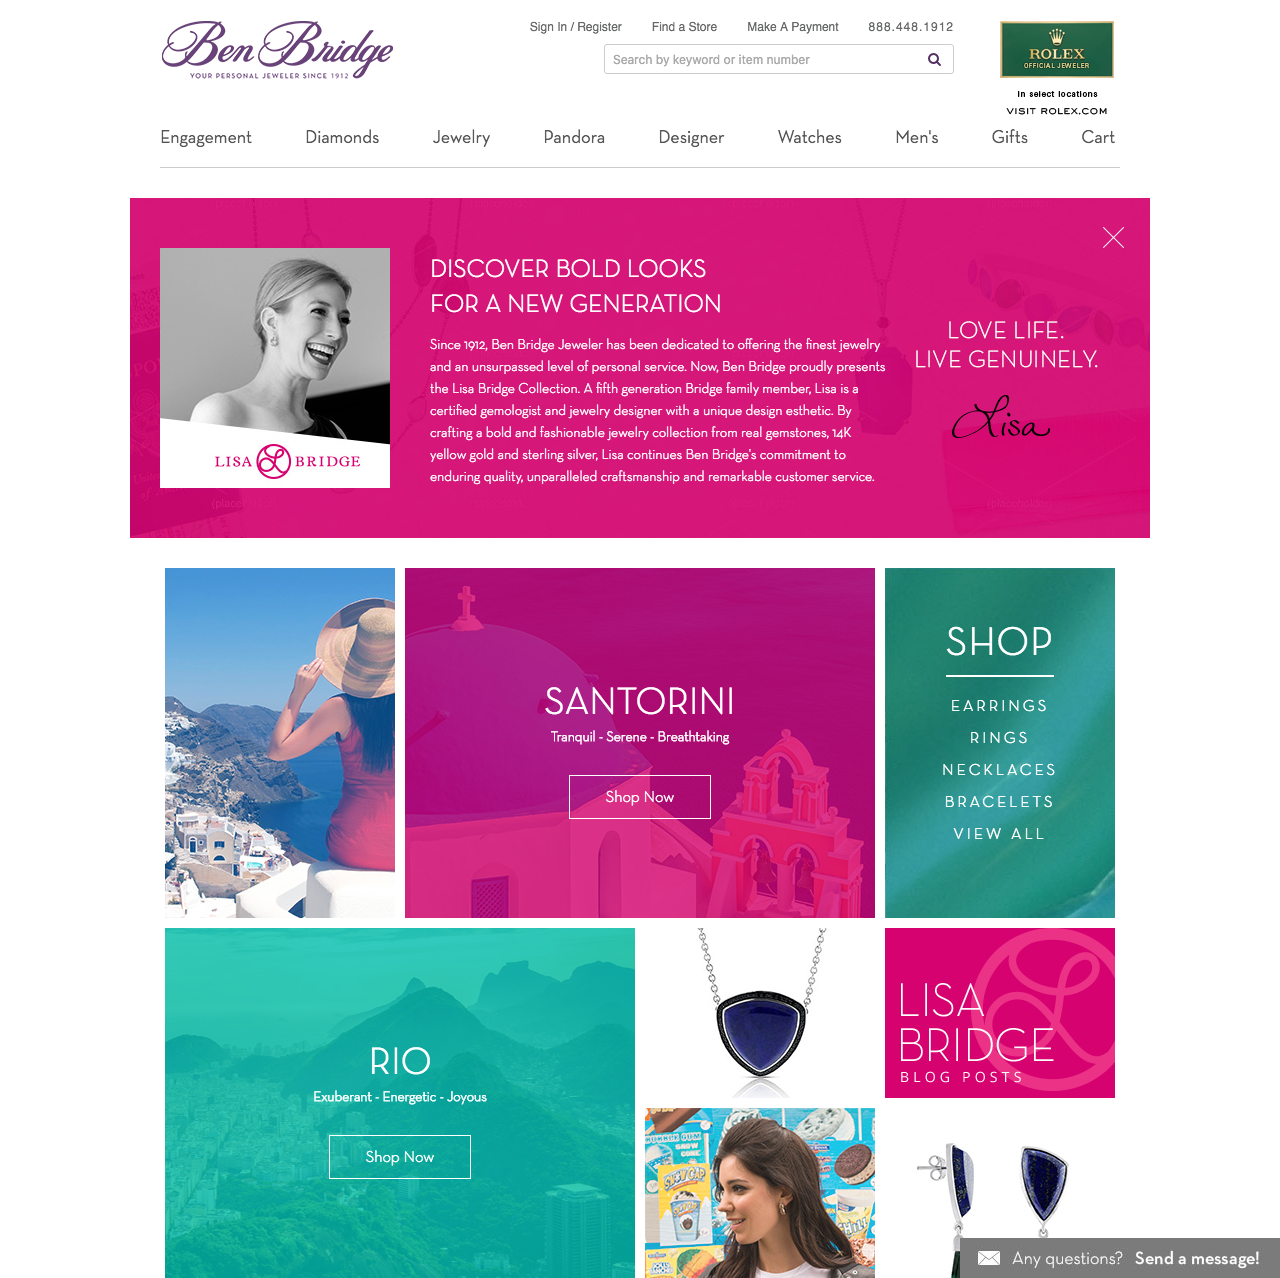 Ben Bridge
YOUR PERSONAL JEWELER SINCE 1912
Sign In / Register
Find a Store
Make A Payment
888.448.1912
Search by keyword or item number
ROLEX
OFFICIAL JEWELER
In select locations
VISIT ROLEX.COM
Engagement
Diamonds
Jewelry
Pandora
Designer
Watches
Men's
Gifts
Cart
DISCOVER BOLD LOOKS
FOR A NEW GENERATION
Since 1912, Ben Bridge Jeweler has been dedicated to offering the finest jewelry
and an unsurpassed level of personal service. Now, Ben Bridge proudly presents
the Lisa Bridge Collection. A fifth generation Bridge family member, Lisa is a
certified gemologist and jewelry designer with a unique design esthetic. By
crafting a bold and fashionable jewelry collection from real gemstones, 14K
yellow gold and sterling silver, Lisa continues Ben Bridge's commitment to
enduring quality, unparalleled craftsmanship and remarkable customer service.
LISA BRIDGE
LOVE LIFE.
LIVE GENUINELY.
Lisa
SANTORINI
Tranquil - Serene - Breathtaking
Shop Now
SHOP
EARRINGS
RINGS
NECKLACES
BRACELETS
VIEW ALL
RIO
Exuberant - Energetic - Joyous
Shop Now
LISA
BRIDGE
BLOG POSTS
Any questions? Send a message!